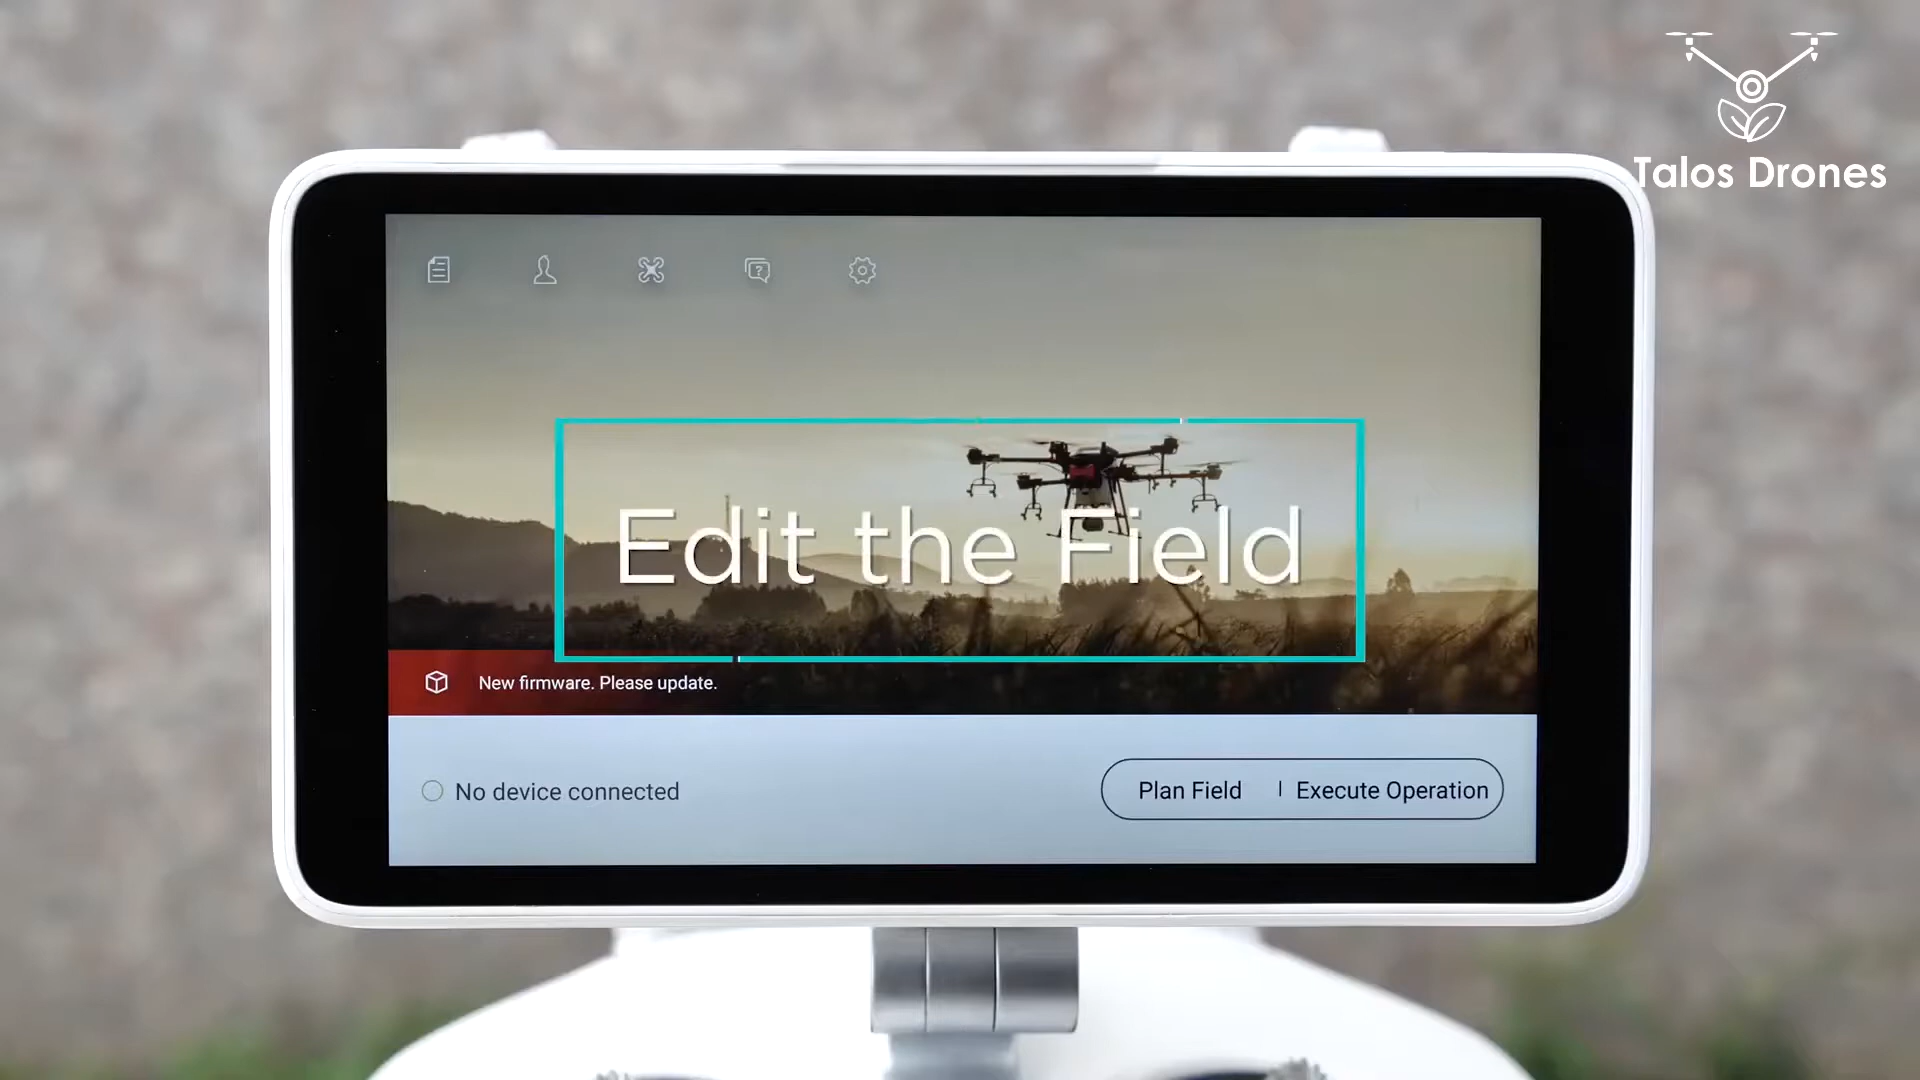 Talos Drones
Edit the Field
New firmware. Please update.
No device connected
Plan Field | Execute Operation